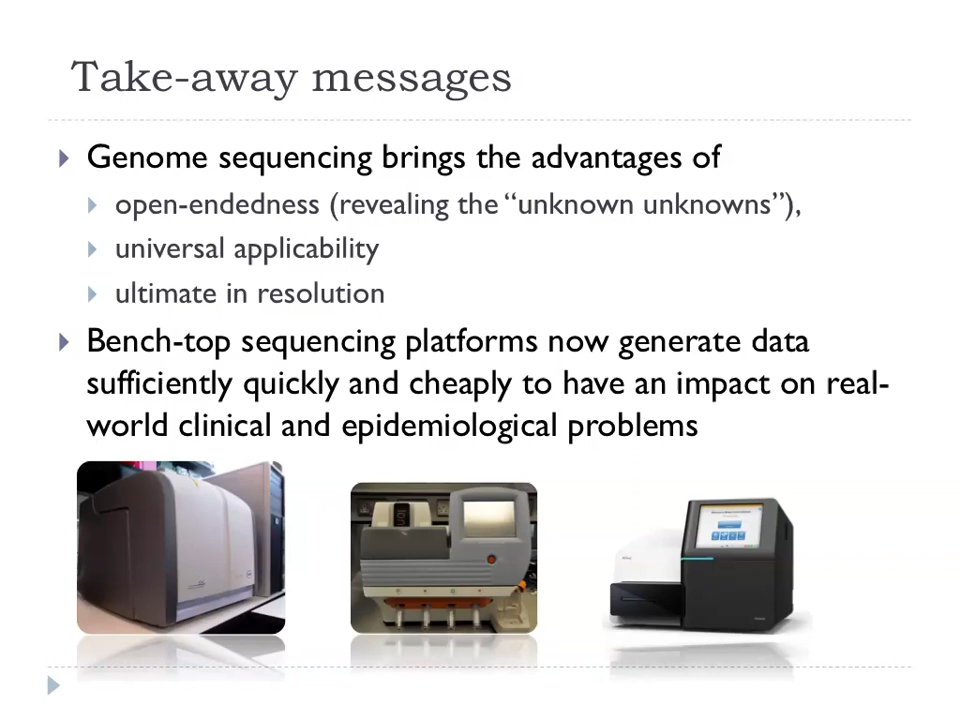 Take-away messages
Genome sequencing brings the advantages of
open-endedness (revealing the “unknown unknowns”),
universal applicability
ultimate in resolution
Bench-top sequencing platforms now generate data
sufficiently quickly and cheaply to have an impact on real-
world clinical and epidemiological problems